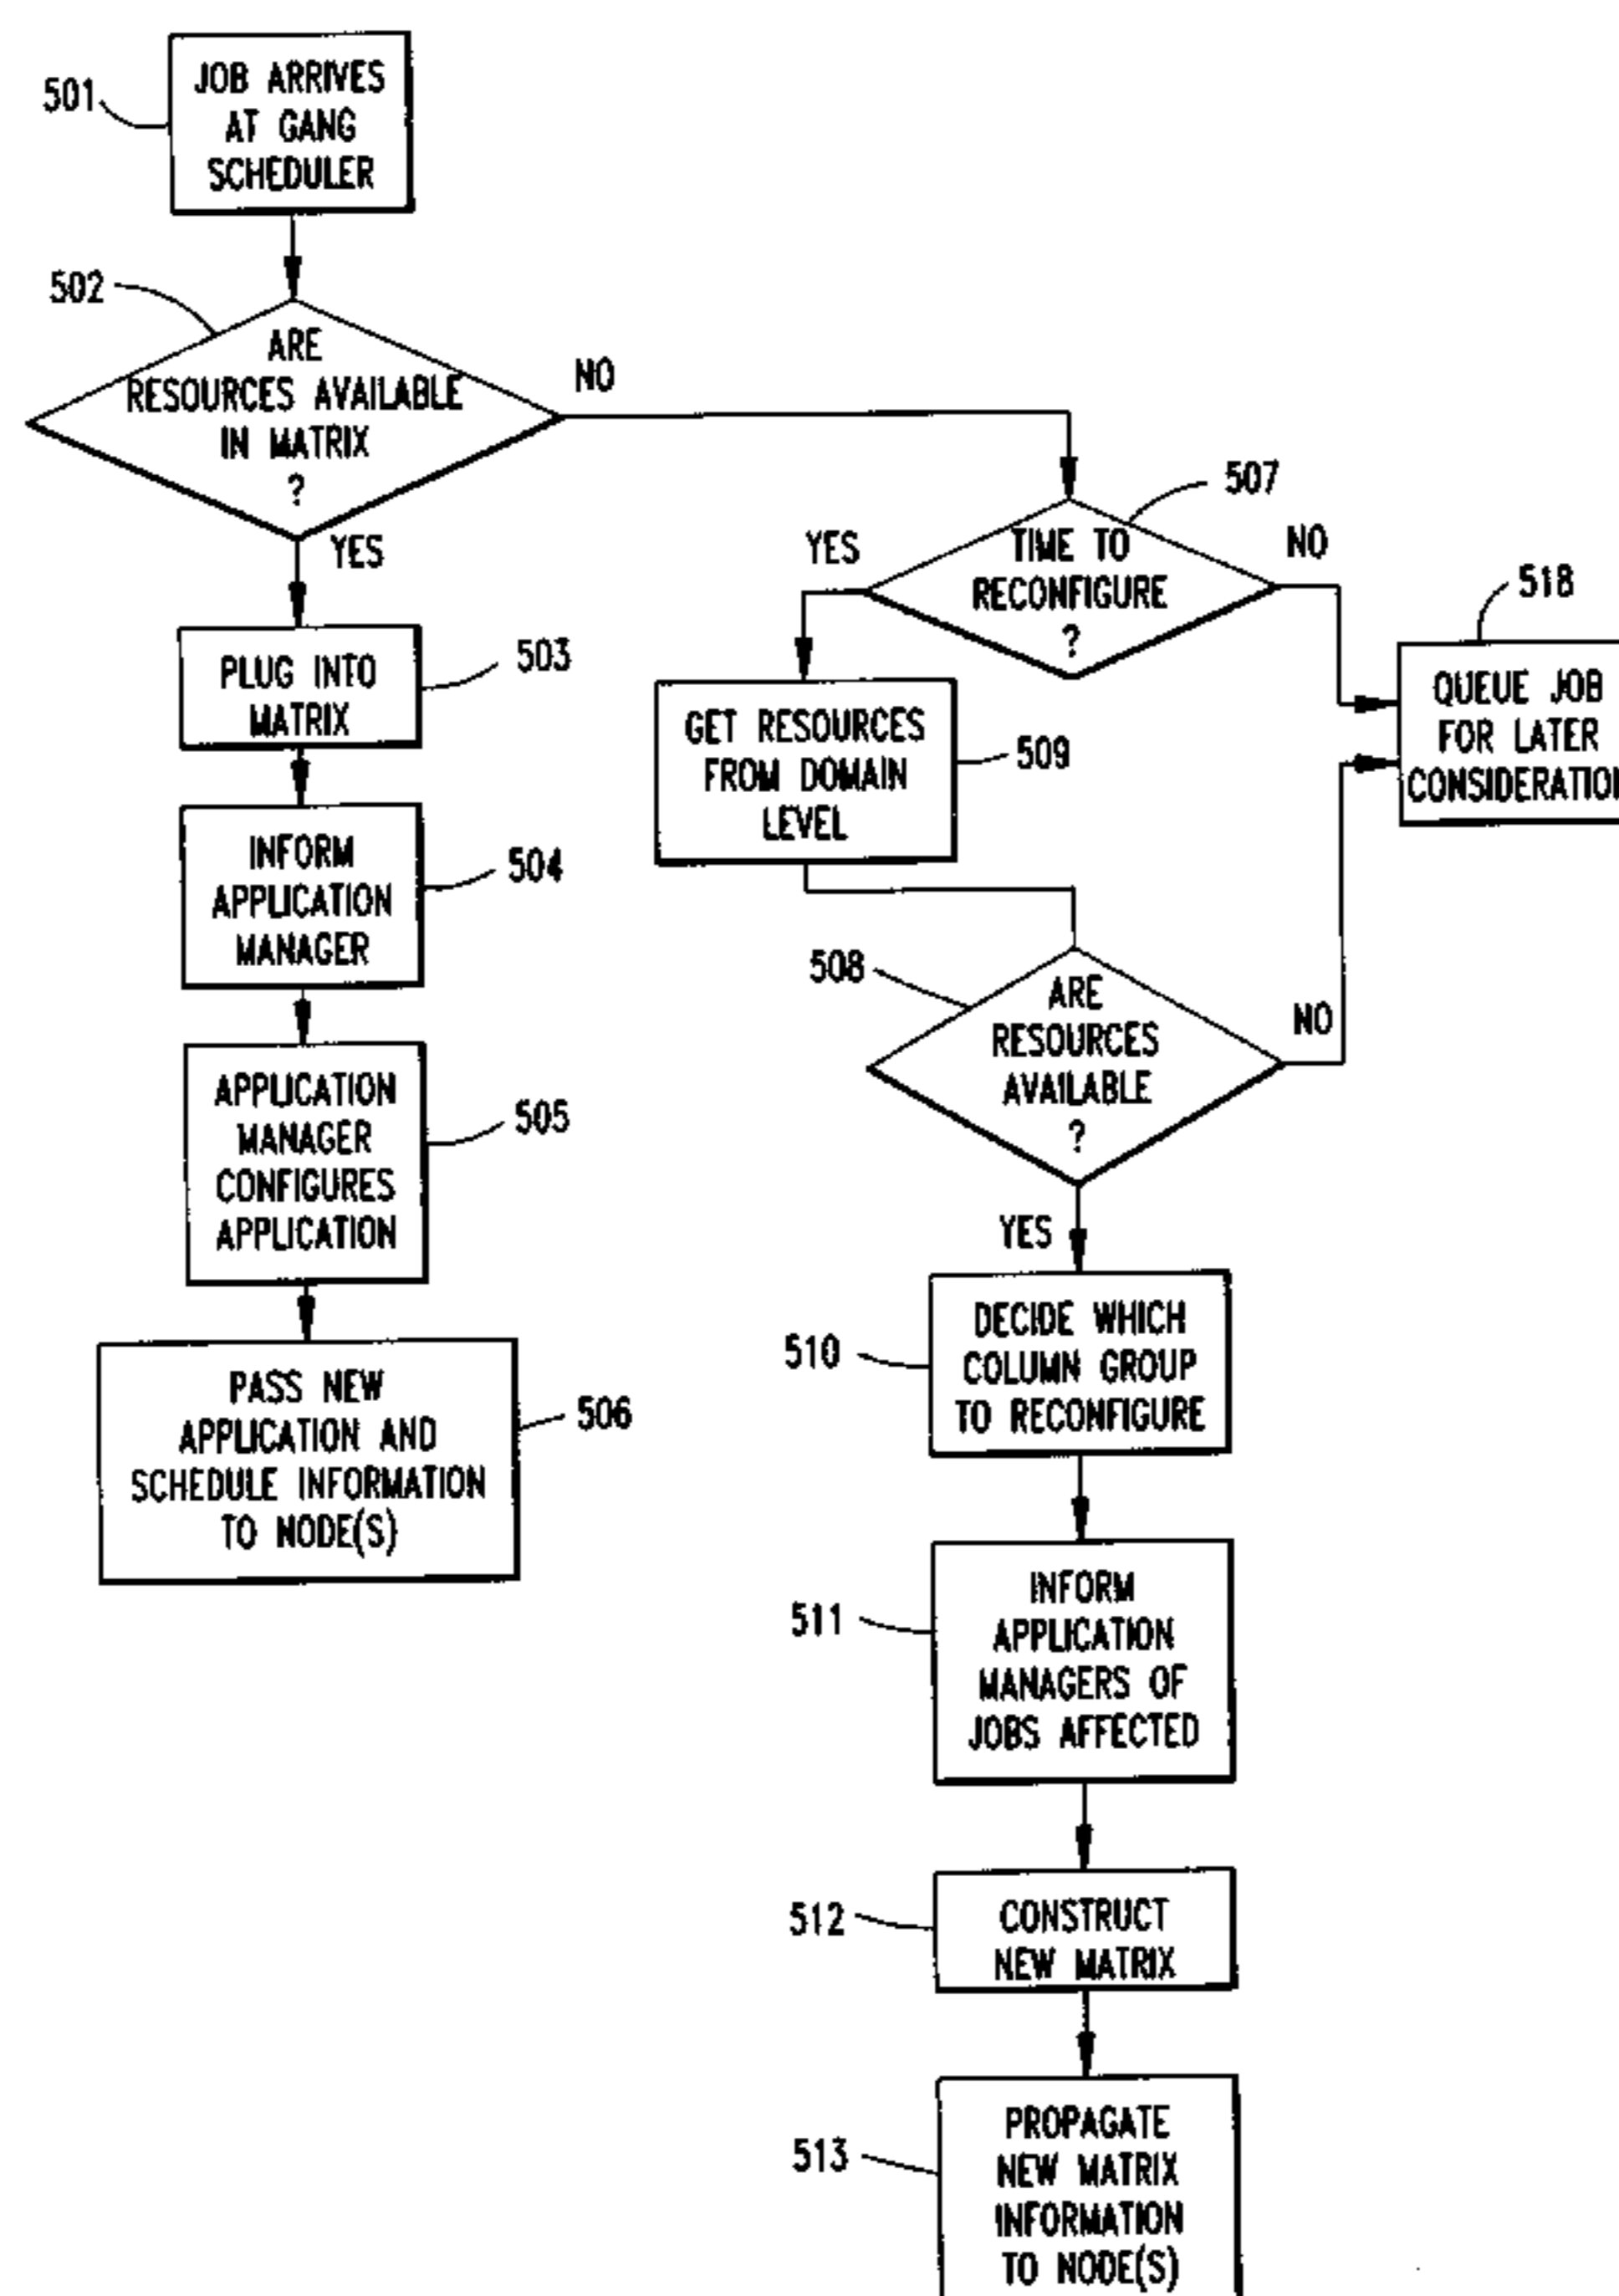 501
JOB ARRIVES
AT GANG
SCHEDULER
502
ARE
RESOURCES AVAILABLE
IN MATRIX
?
NO
YES
503
PLUG INTO
MATRIX
504
INFORM
APPLICATION
MANAGER
505
APPLICATION
MANAGER
CONFIGURES
APPLICATION
506
PASS NEW
APPLICATION AND
SCHEDULE INFORMATION
TO NODE(S)
507
TIME TO
RECONFIGURE
?
YES
NO
518
QUEUE JOB
FOR LATER
CONSIDERATION
509
GET RESOURCES
FROM DOMAIN
LEVEL
508
ARE
RESOURCES
AVAILABLE
?
NO
YES
510
DECIDE WHICH
COLUMN GROUP
TO RECONFIGURE
511
INFORM
APPLICATION
MANAGERS OF
JOBS AFFECTED
512
CONSTRUCT
NEW MATRIX
513
PROPAGATE
NEW MATRIX
INFORMATION
TO NODE(S)